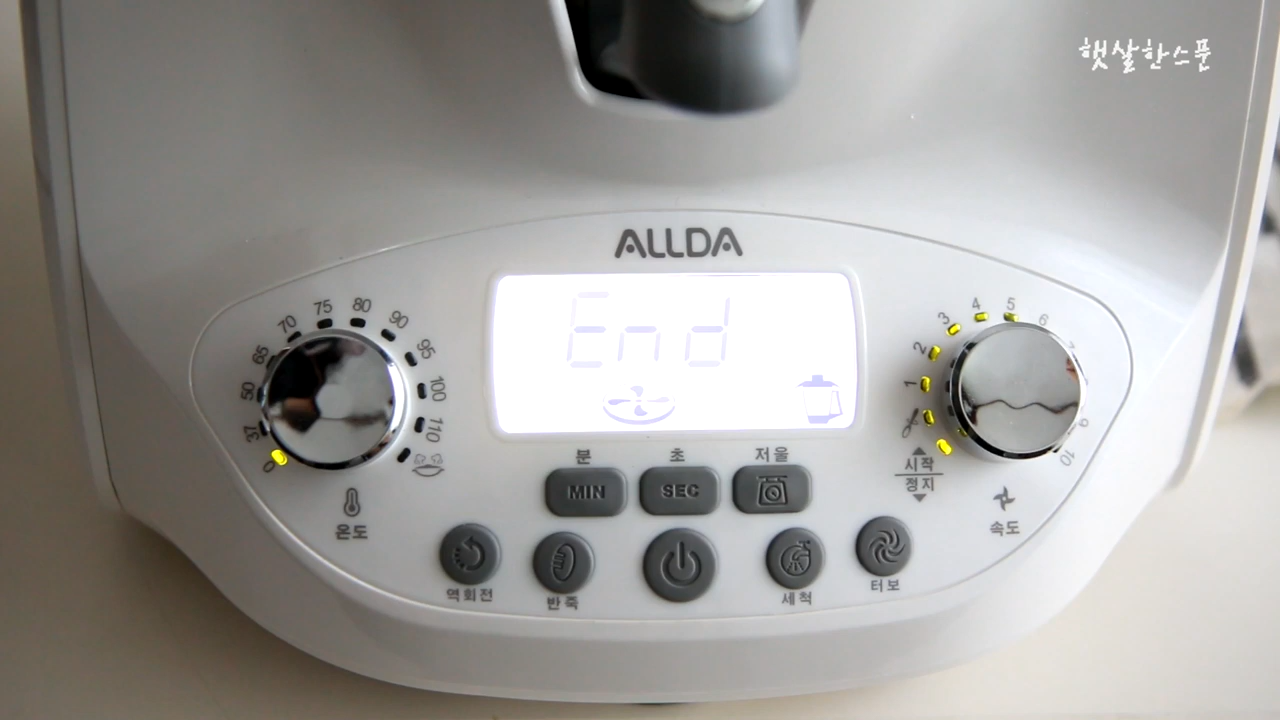 햇살한스푼
ALLDA
End
0 37 50 65 70 75 80 90 95 100 110
온도
1 2 3 4 5 6 9 10
시작
정지
속도
분 초 저울
MIN SEC
역회전 반죽 세척 터보